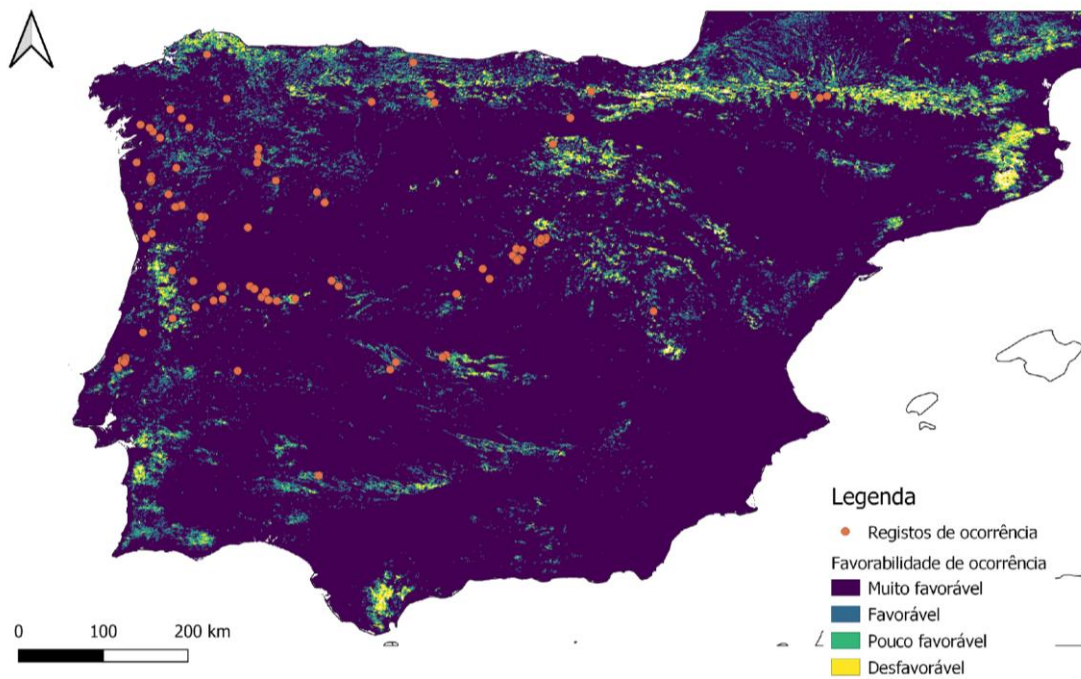 Legenda
Registos de ocorrência
Favorabilidade de ocorrência
Muito favorável
Favorável
Pouco favorável
Desfavorável
0 100 200 km